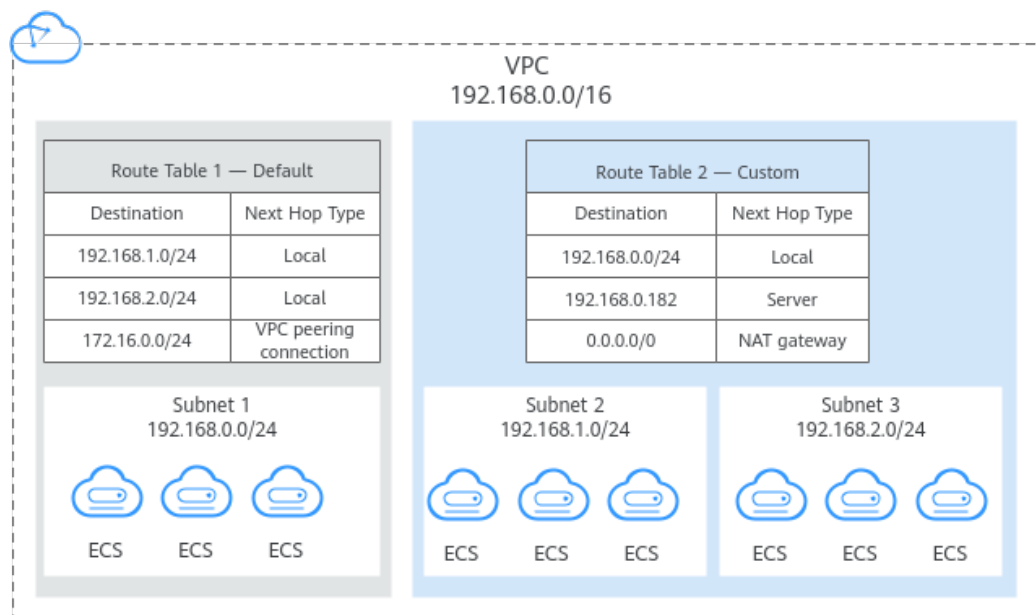 VPC
192.168.0.0/16
Route Table 1 — Default
Destination Next Hop Type
192.168.1.0/24 Local
192.168.2.0/24 Local
172.16.0.0/24 VPC peering connection
Subnet 1
192.168.0.0/24
ECS ECS ECS
Route Table 2 — Custom
Destination Next Hop Type
192.168.0.0/24 Local
192.168.0.182 Server
0.0.0.0/0 NAT gateway
Subnet 2
192.168.1.0/24
ECS ECS ECS
Subnet 3
192.168.2.0/24
ECS ECS ECS